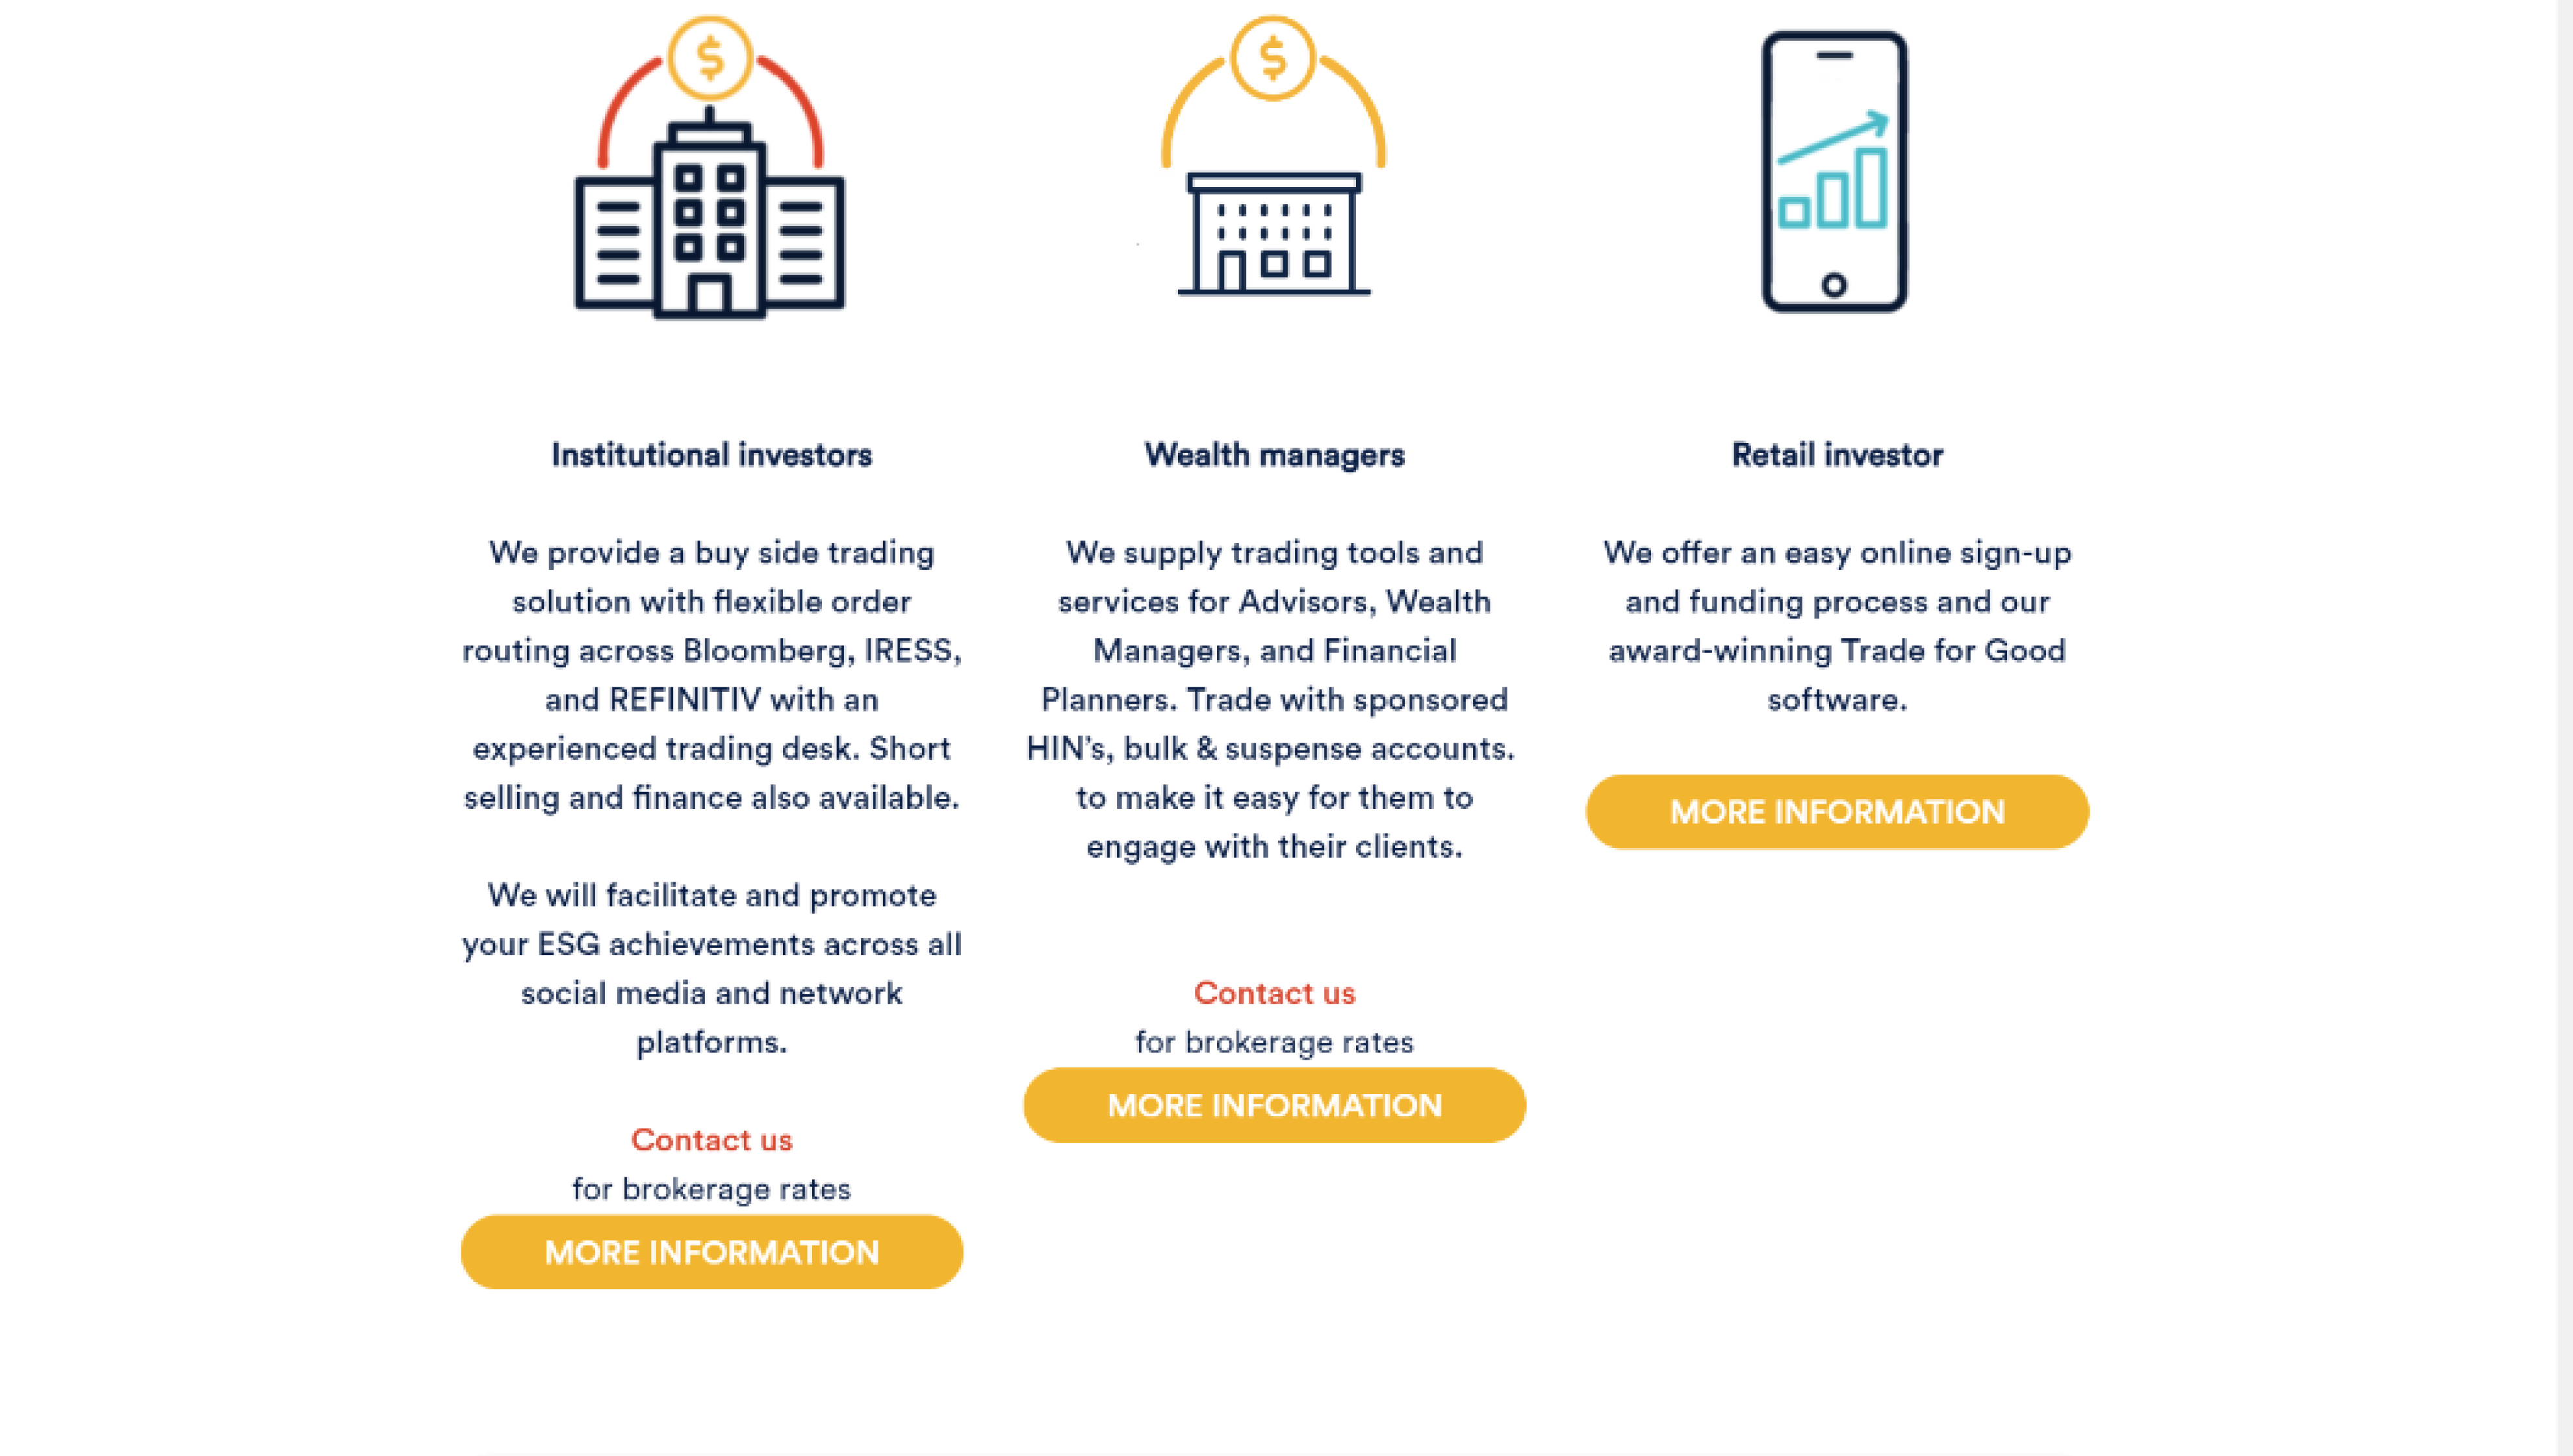 $
$
Institutional investors
We provide a buy side trading
solution with flexible order
routing across Bloomberg, IRESS,
and REFINITIV with an
experienced trading desk. Short
selling and finance also available.
We will facilitate and promote
your ESG achievements across all
social media and network
platforms.
Contact us
for brokerage rates
MORE INFORMATION
Wealth managers
We supply trading tools and
services for Advisors, Wealth
Managers, and Financial
Planners. Trade with sponsored
HIN's, bulk & suspense accounts.
to make it easy for them to
engage with their clients.
Contact us
for brokerage rates
MORE INFORMATION
Retail investor
We offer an easy online sign-up
and funding process and our
award-winning Trade for Good
software.
MORE INFORMATION